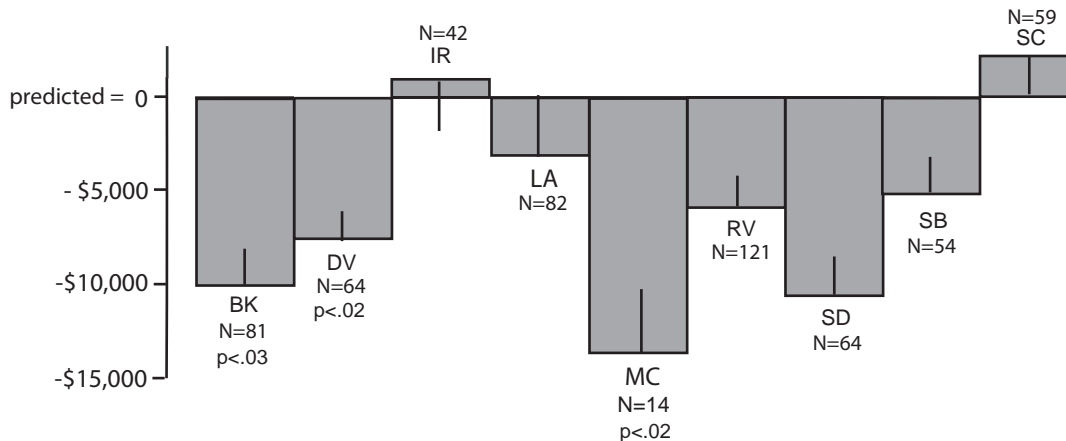 N=42
IR
N=59
SC
predicted = 0
- $5,000
-$10,000
-$15,000
BK
N=81
p<.03
DV
N=64
p<.02
LA
N=82
MC
N=14
p<.02
RV
N=121
SD
N=64
SB
N=54